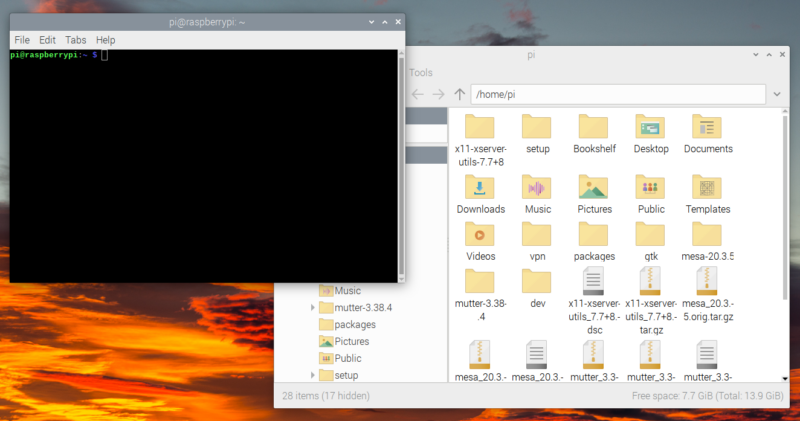 pi@raspberrypi: ~
File Edit Tabs Help
pi@raspberrypi:~ $
pi
Tools
/home/pi
x11-xserver-
utils-7.7+8
setup
Bookshelf
Desktop
Documents
Downloads
Music
Pictures
Public
Templates
Videos
vpn
packages
gtk
mesa-20.3.5
mutter-3.38-
.4
dev
x11-xserver-
utils_7.7+8.-
dsc
x11-xserver-
utils_7.7+8.-
tar.gz
mesa_20.3.-
5.orig.tar.gz
mesa_20.3.-
mesa_20.3.-
mutter_3.3-
mutter_3.3-
mutter_3.3-
Music
mutter-3.38.4
packages
Pictures
Public
setup
28 items (17 hidden)
Free space: 7.7 GiB (Total: 13.9 GiB)